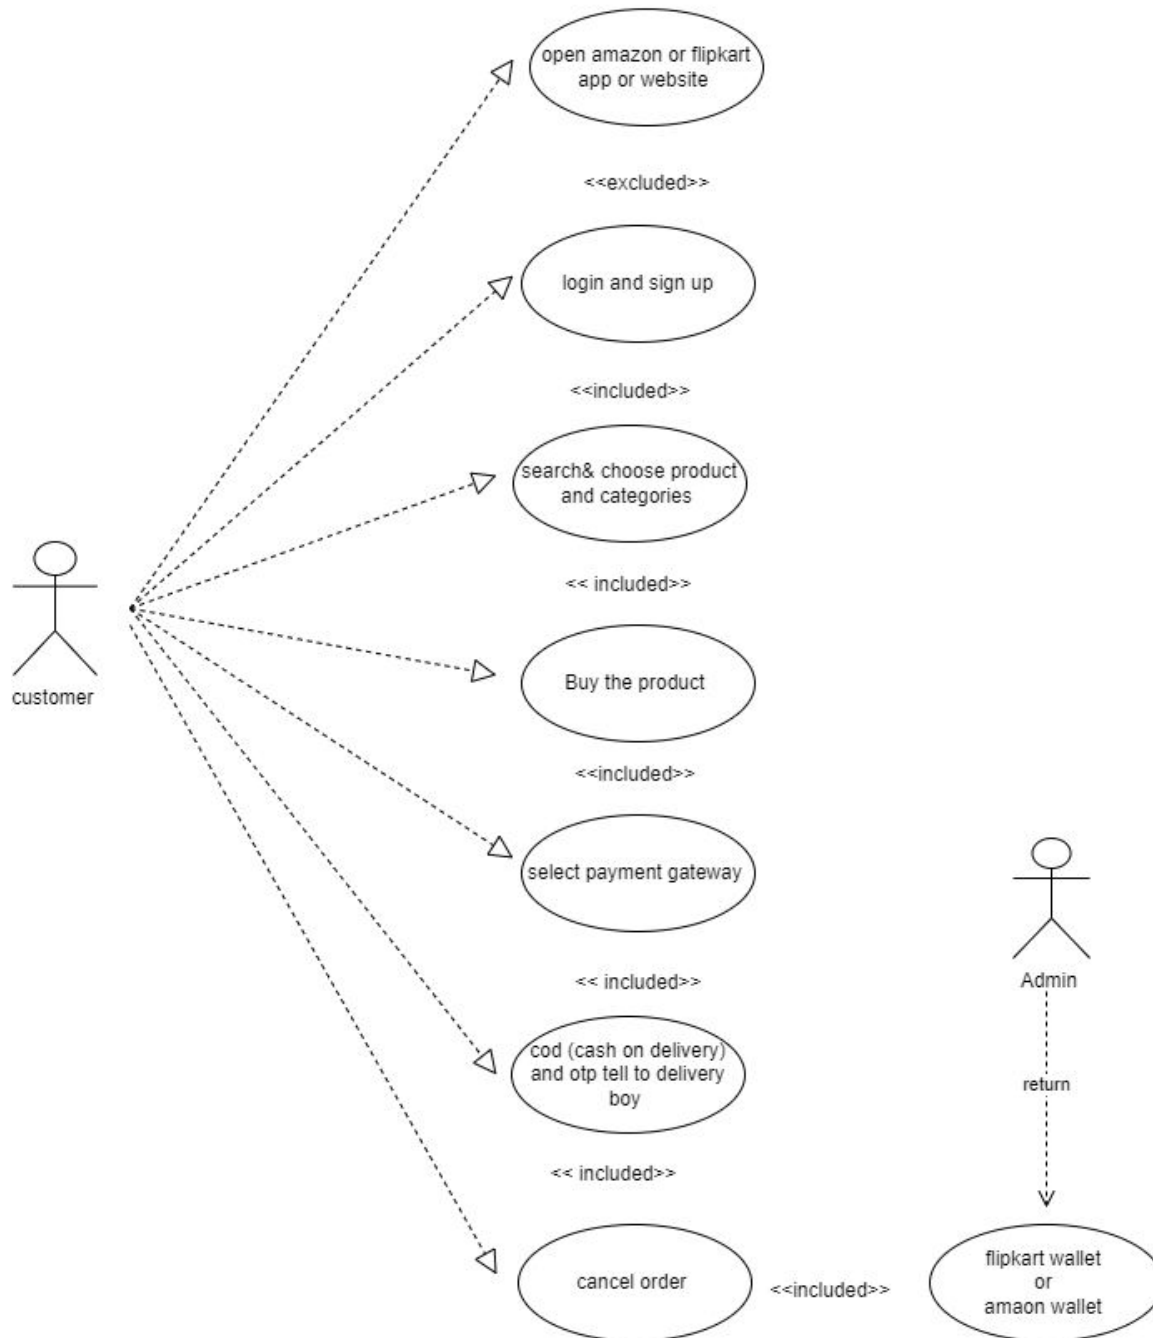 open amazon or flipkart
app or website
<<excluded>>
login and sign up
<<included>>
search& choose product
and categories
<< included>>
customer
Buy the product
<<included>>
select payment gateway
Admin
<< included>>
cod (cash on delivery)
and otp tell to delivery
boy
return
<< included>>
cancel order
<<included>>
flipkart wallet
or
amaon wallet